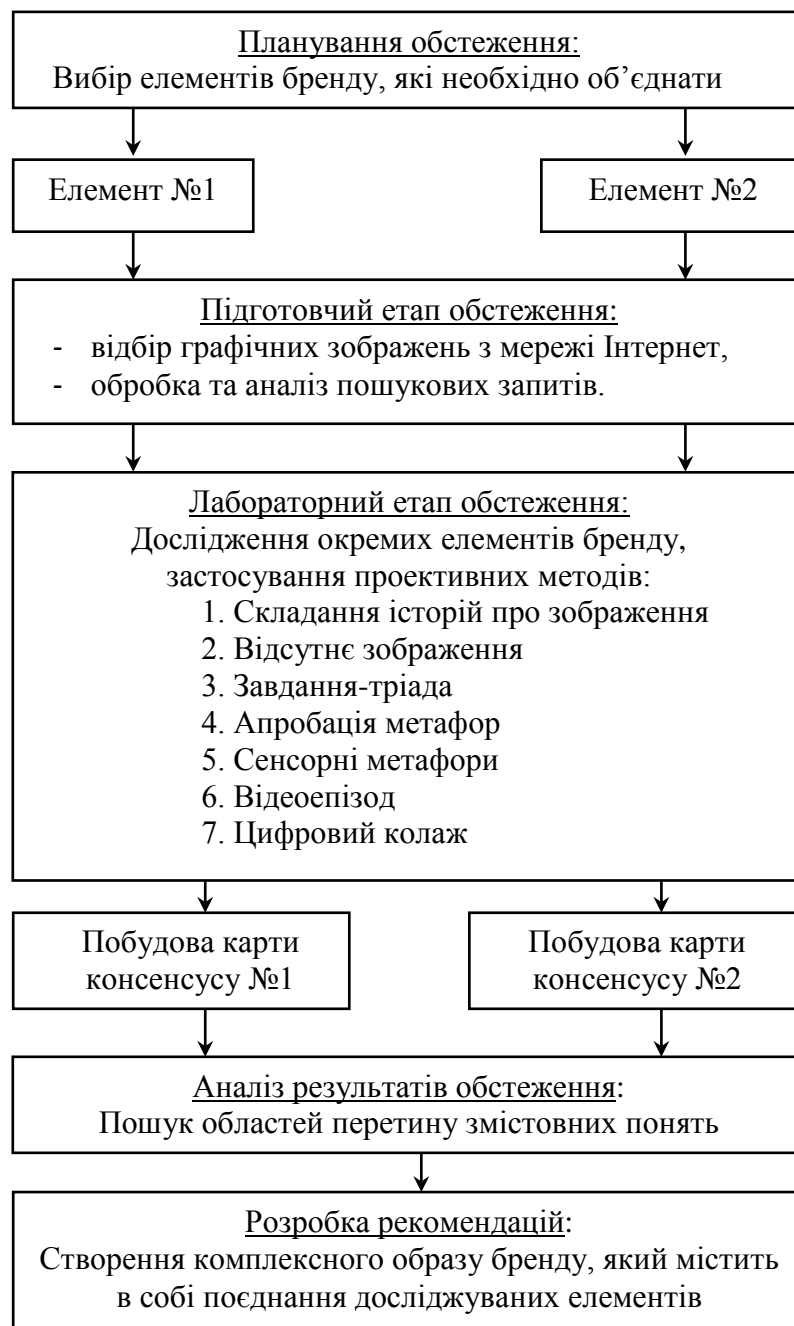 Планування обстеження:
Вибір елементів бренду, які необхідно об’єднати
Елемент №1
Елемент №2
Підготовчий етап обстеження:
- відбір графічних зображень з мережі Інтернет,
- обробка та аналіз пошукових запитів.
Лабораторний етап обстеження:
Дослідження окремих елементів бренду,
застосування проективних методів:
1. Складання історій про зображення
2. Відсутнє зображення
3. Завдання-тріада
4. Апробація метафор
5. Сенсорні метафори
6. Відеоепізод
7. Цифровий колаж
Побудова карти
консенсусу №1
Побудова карти
консенсусу №2
Аналіз результатів обстеження:
Пошук областей перетину змістовних понять
Розробка рекомендацій:
Створення комплексного образу бренду, який містить
в собі поєднання досліджуваних елементів